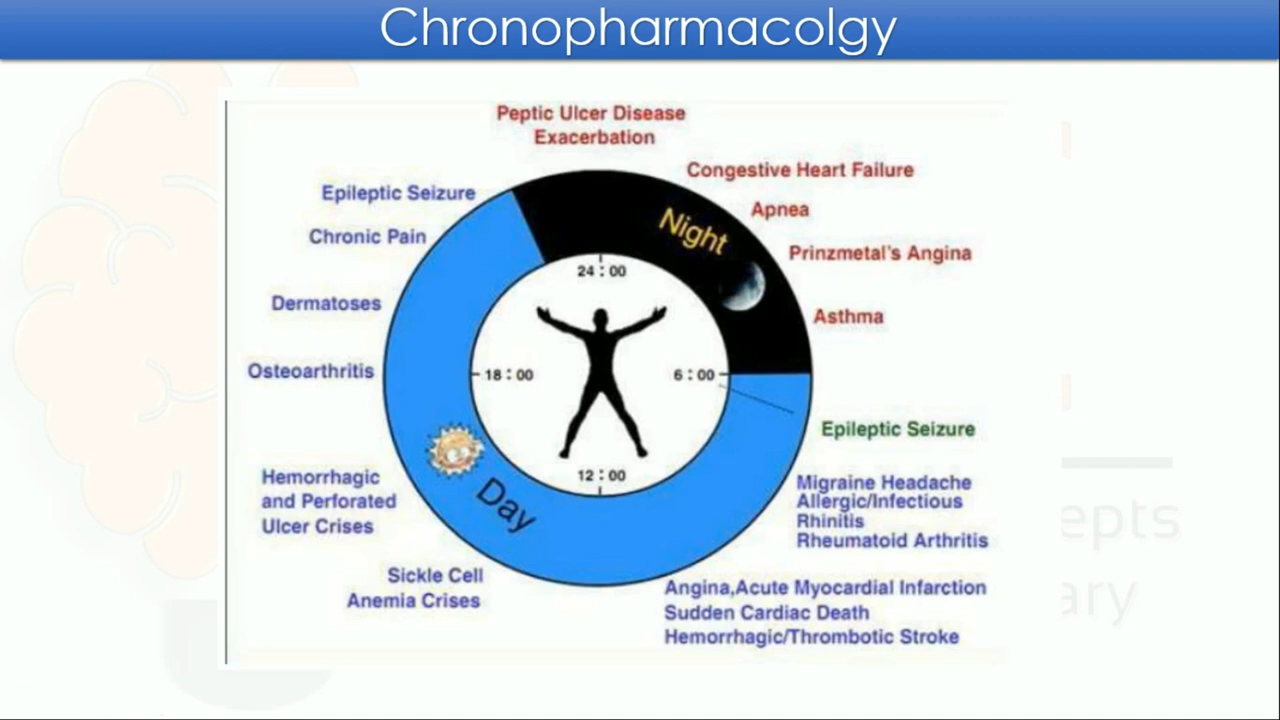 Chronopharmacolgy
Peptic Ulcer Disease
Exacerbation
Congestive Heart Failure
Apnea
Prinzmetal's Angina
Asthma
Epileptic Seizure
Chronic Pain
Dermatoses
Osteoarthritis
Hemorrhagic
and Perforated
Ulcer Crises
Sickle Cell
Anemia Crises
Night
Day
24:00
18:00
6:00
12:00
Epileptic Seizure
Migraine Headache
Allergic/Infectious
Rhinitis
Rheumatoid Arthritis
Angina,Acute Myocardial Infarction
Sudden Cardiac Death
Hemorrhagic/Thrombotic Stroke